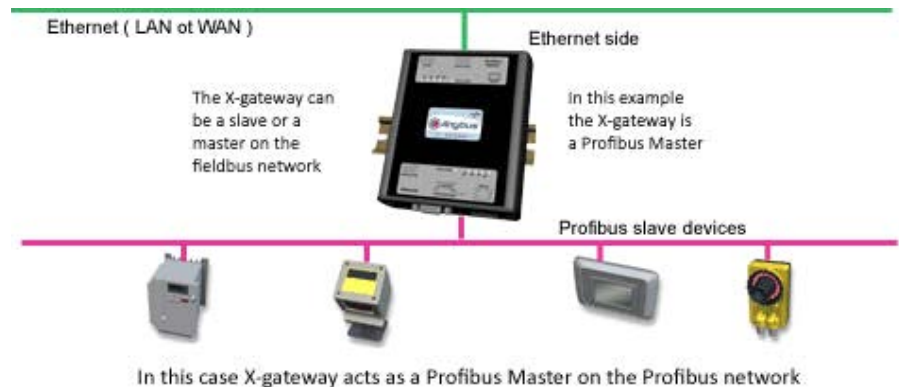 Ethernet ( LAN ot WAN )
Ethernet side
The X-gateway can
be a slave or a
master on the
fieldbus network
Anybus
In this example
the X-gateway is
a Profibus Master
Profibus slave devices
In this case X-gateway acts as a Profibus Master on the Profibus network